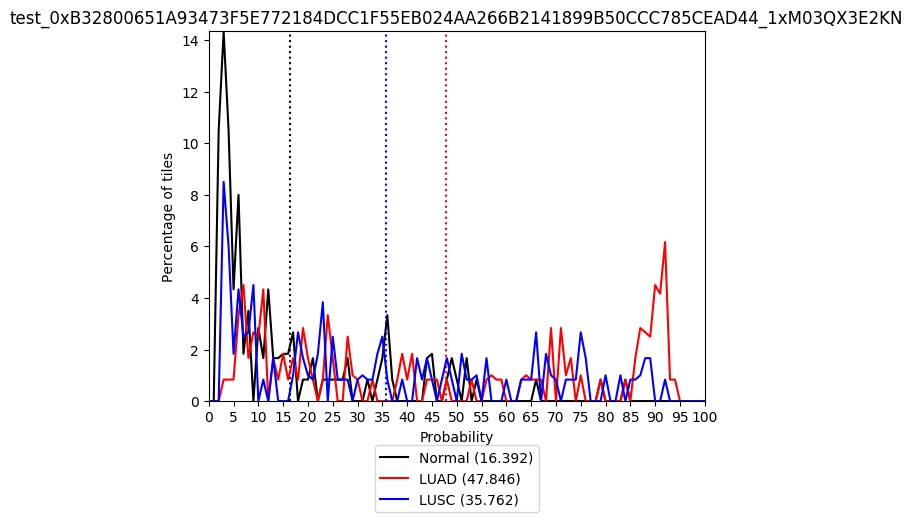 test_0xB32800651A93473F5E772184DCC1F55EB024AA266B2141899B50CCC785CEAD44_1xM03QX3E2KN
14
12
10
8
6
4
2
0
Percentage of tiles
0 5 10 15 20 25 30 35 40 45 50 55 60 65 70 75 80 85 90 95 100
Probability
Normal (16.392)
LUAD (47.846)
LUSC (35.762)